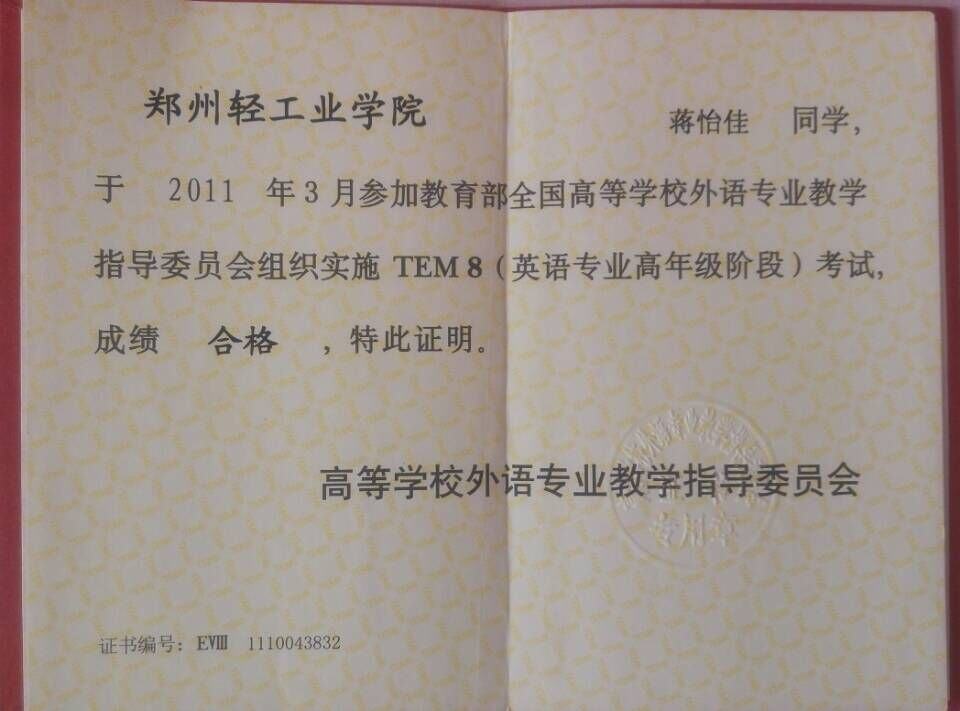 郑州轻工业学院 蒋怡佳 同学，
于 2011 年 3 月参加教育部全国高等学校外语专业教学
指导委员会组织实施 TEM 8（英语专业高年级阶段）考试，
成绩 合格 ，特此证明。
高等学校外语专业教学指导委员会
专用章
证书编号： EⅧ 1110043832